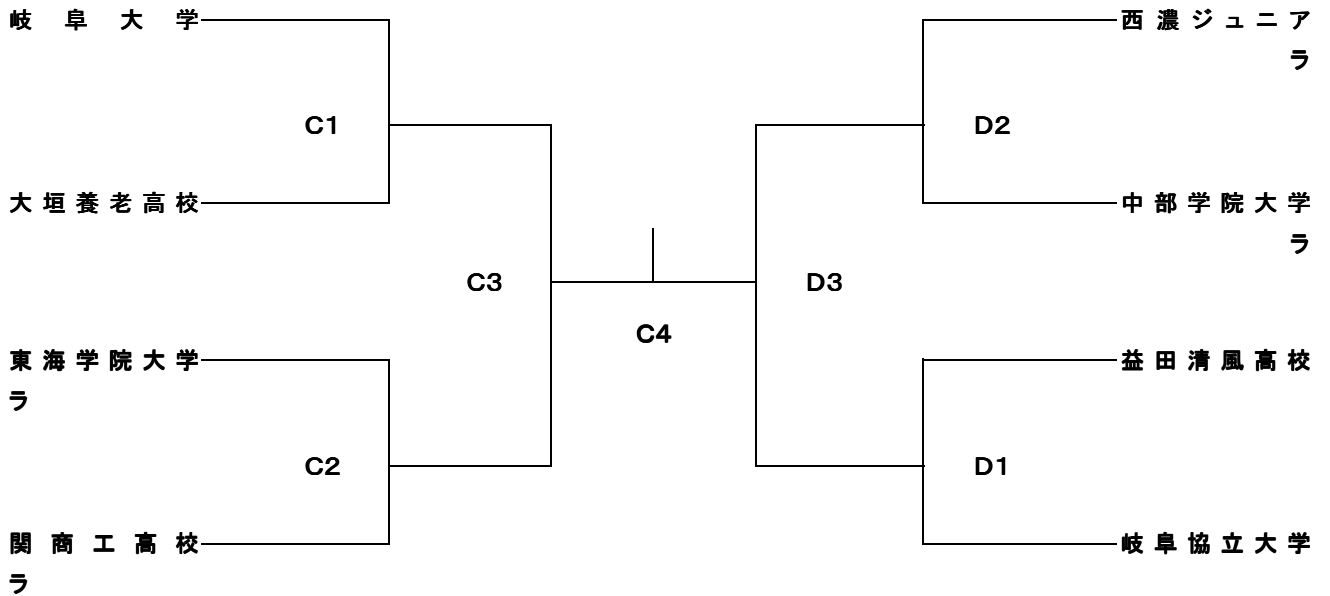 岐阜大学
C1
大垣養老高校
C3
東海学院大学
ラ
C2
関商工高校
ラ
C4
西濃ジュニア
ラ
D2
中部学院大学
ラ
D3
益田清風高校
D1
岐阜協立大学